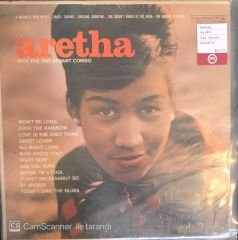 aretha
WITH THE RAY BRYANT COMBO
WON'T BE LONG
OVER THE RAINBOW
LOVE IS THE ONLY THING
SWEET LOVER
ALL NIGHT LONG
WHO NEEDS YOU?
RIGHT NOW
ARE YOU SURE
MAYBE I'M A FOOL
IT AIN'T NECESSARILY SO
BY MYSELF
TODAY I SING THE BLUES
CS CamScanner ile tarandı